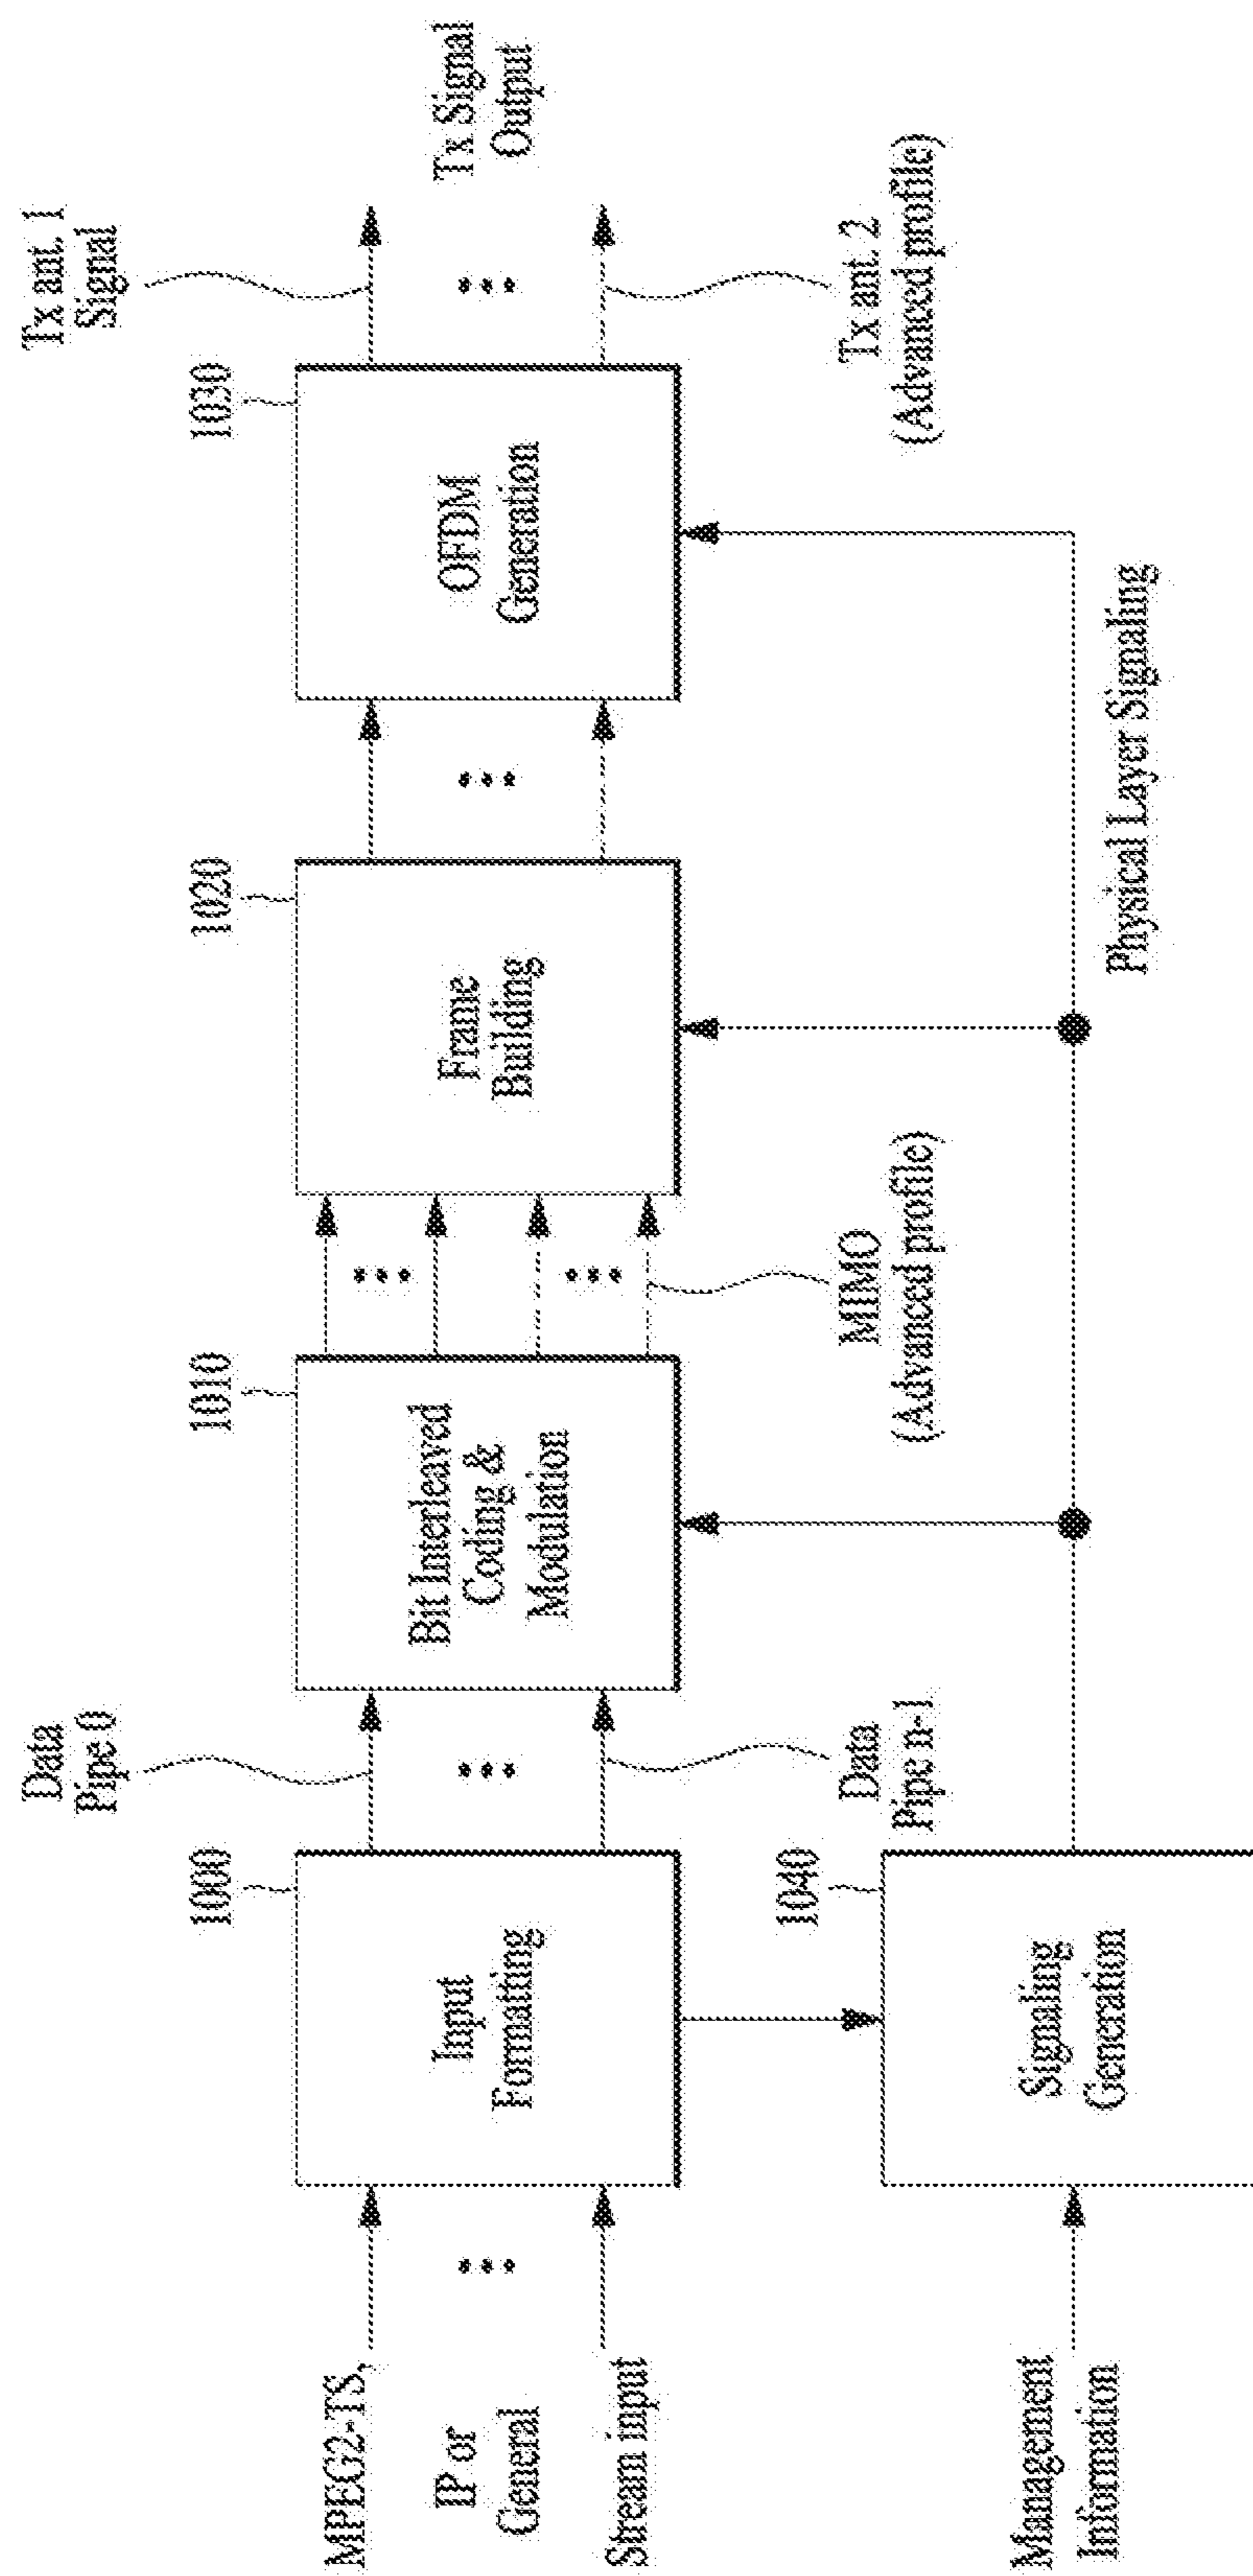 MPEG2-TS,
IP or
General
Stream input
1000
Input
Formatting
Data
Pipe 0
Data
Pipe n-1
1010
Bit Interleaved
Coding &
Modulation
MIMO
(Advanced profile)
1020
Frame
Building
1030
OFDM
Generation
Tx ant. 1
Signal
Tx Signal
Output
Tx ant. 2
(Advanced profile)
Management
Information
1040
Signaling
Generation
Physical Layer Signaling